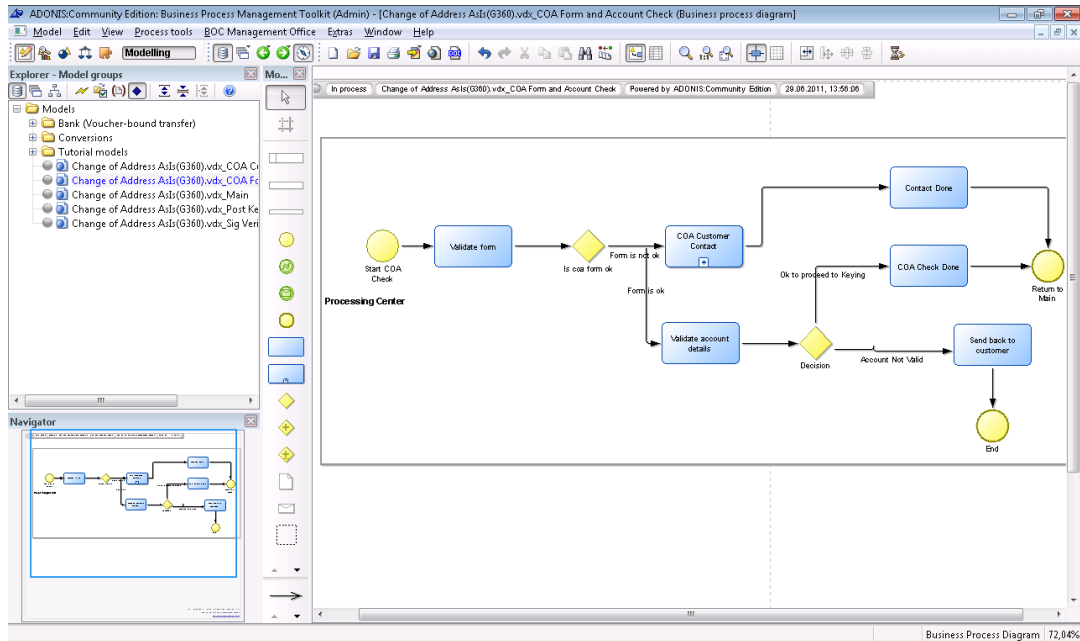 ADONIS:Community Edition: Business Process Management Toolkit (Admin) - [Change of Address AsIs(G360).vdx_COA Form and Account Check (Business process diagram)]
Model Edit View Process tools BOC Management Office Extras Window Help
Modelling
Explorer - Model groups
Mo...
Models
Bank (Voucher-bound transfer)
Conversions
Tutorial models
Change of Address AsIs(G360).vdx_COA C
Change of Address AsIs(G360).vdx_COA Fo
Change of Address AsIs(G360).vdx_Main
Change of Address AsIs(G360).vdx_Post Ke
Change of Address AsIs(G360).vdx_Sig Veri
Navigator
In process
Change of Address AsIs(G360).vdx_COA Form and Account Check
Powered by ADONIS:Community Edition
29.06.2011, 13:56:06
Contact Done
Start COA
Check
Validate form
Is coa form ok
Form is not ok
COA Customer
Contact
Form is ok
Ok to proceed to Keying
COA Check Done
Return to
Main
Processing Center
Validate account
details
Decision
Account Not Valid
Send back to
customer
End
Business Process Diagram
72,04%